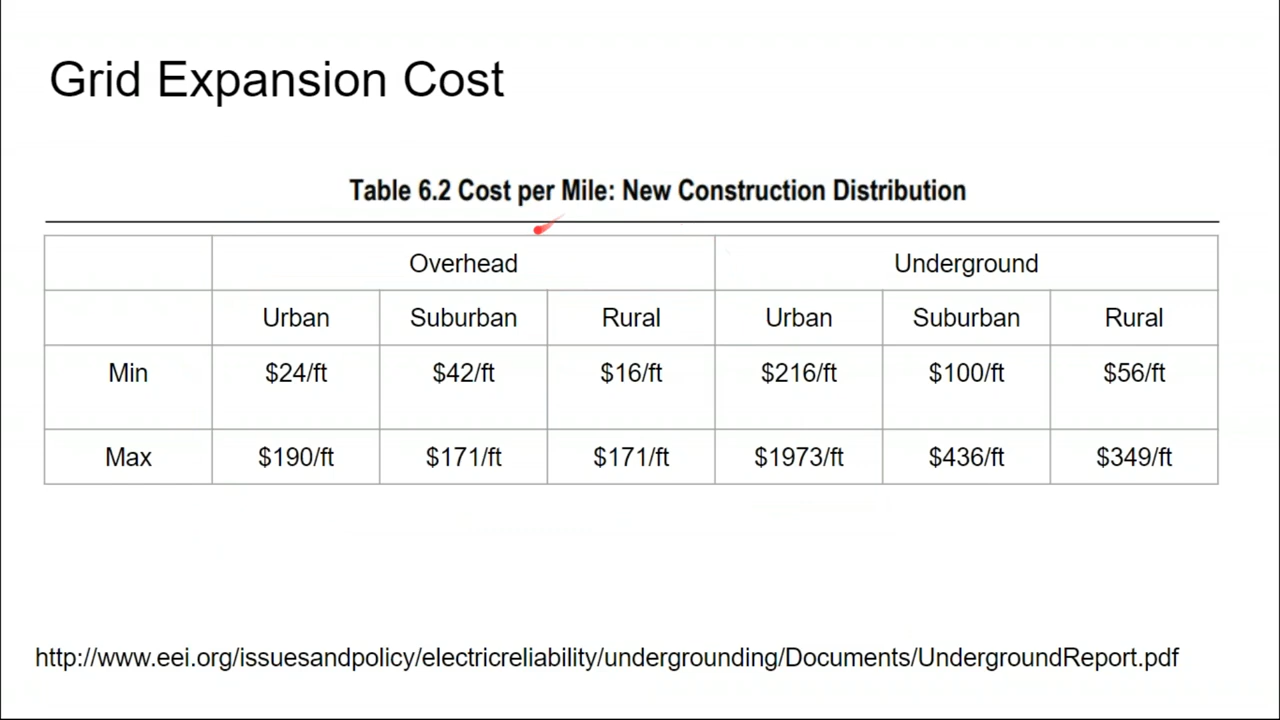 Grid Expansion Cost
Table 6.2 Cost per Mile: New Construction Distribution
Overhead Underground
Urban Suburban Rural Urban Suburban Rural
Min $24/ft $42/ft $16/ft $216/ft $100/ft $56/ft
Max $190/ft $171/ft $171/ft $1973/ft $436/ft $349/ft
http://www.eei.org/issuesandpolicy/electricreliability/undergrounding/Documents/UndergroundReport.pdf